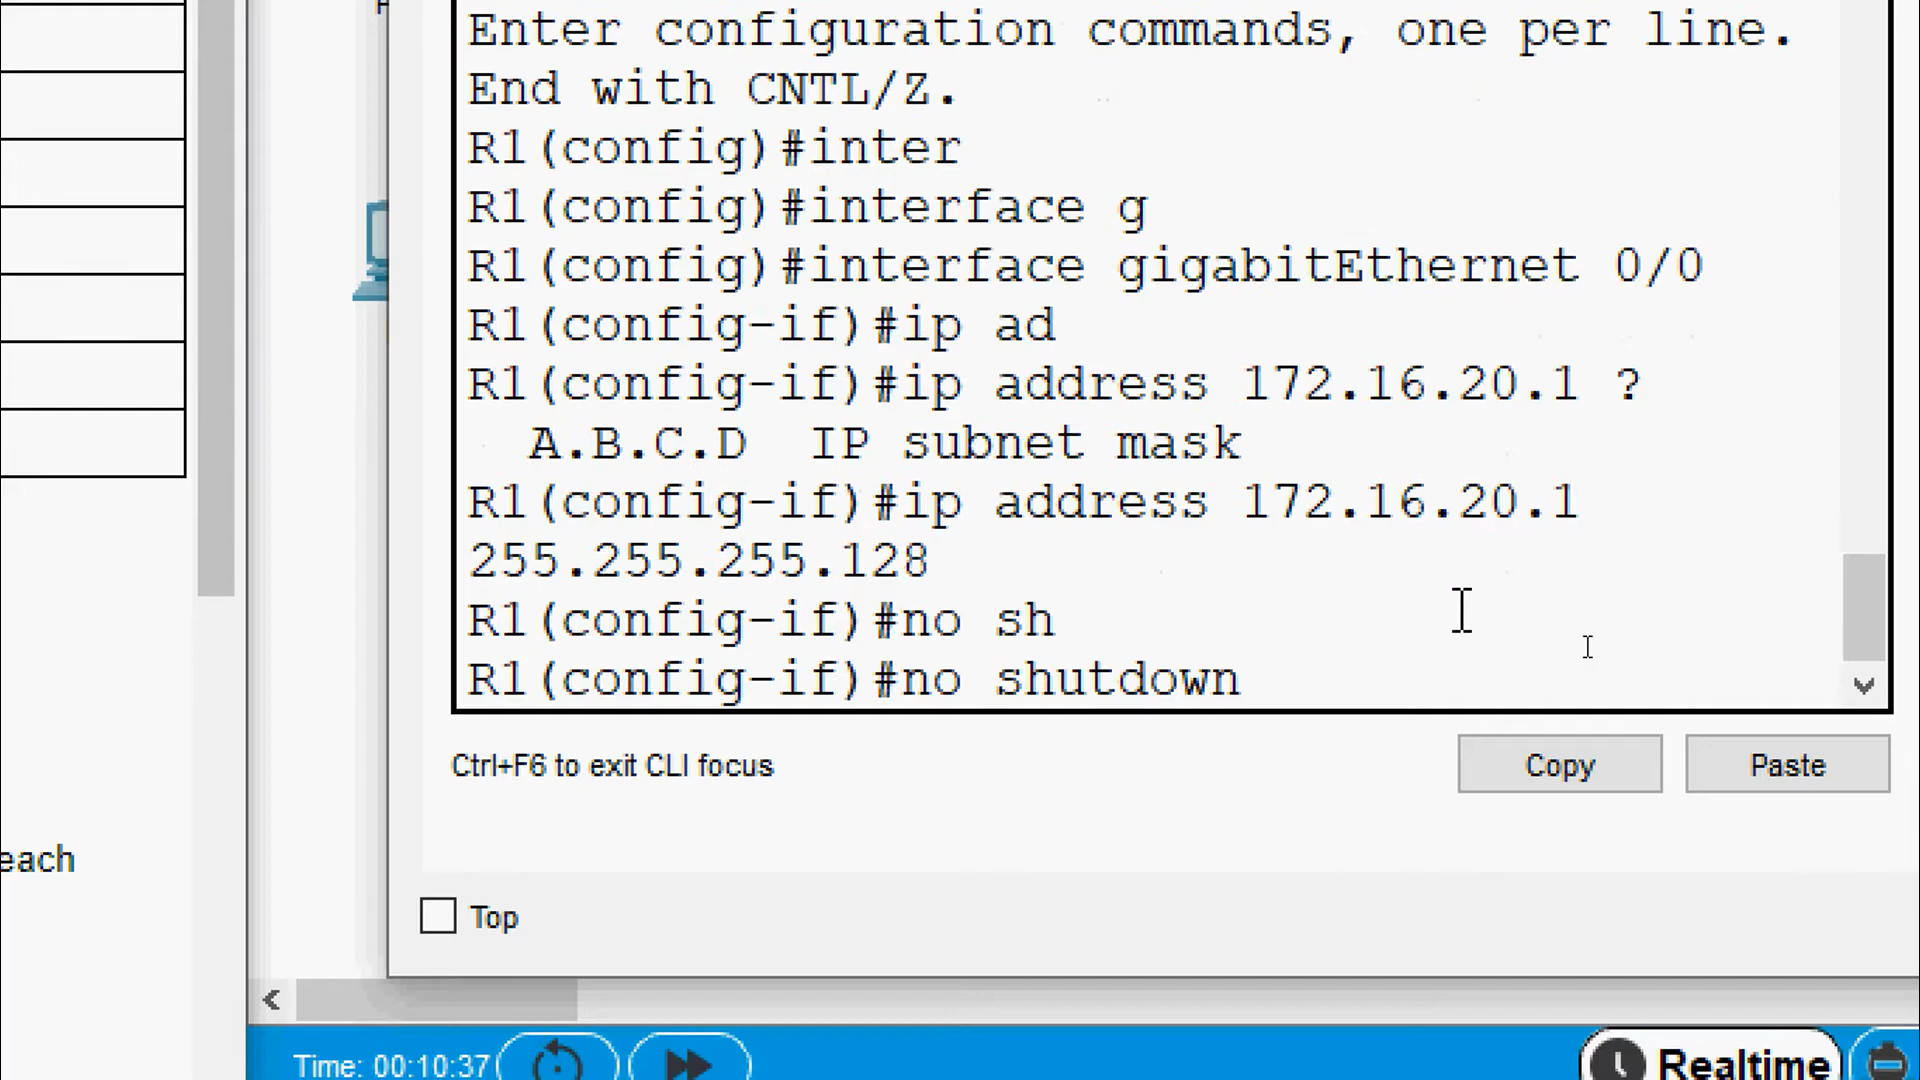 Enter configuration commands, one per line.
End with CNTL/Z.
R1(config)#inter
R1(config)#interface g
R1(config)#interface gigabitEthernet 0/0
R1(config-if)#ip ad
R1(config-if)#ip address 172.16.20.1 ?
A.B.C.D IP subnet mask
R1(config-if)#ip address 172.16.20.1
255.255.255.128
R1(config-if)#no sh
R1(config-if)#no shutdown
Ctrl+F6 to exit CLI focus
Copy
Paste
each
Top
Time: 00:10:37
Realtime